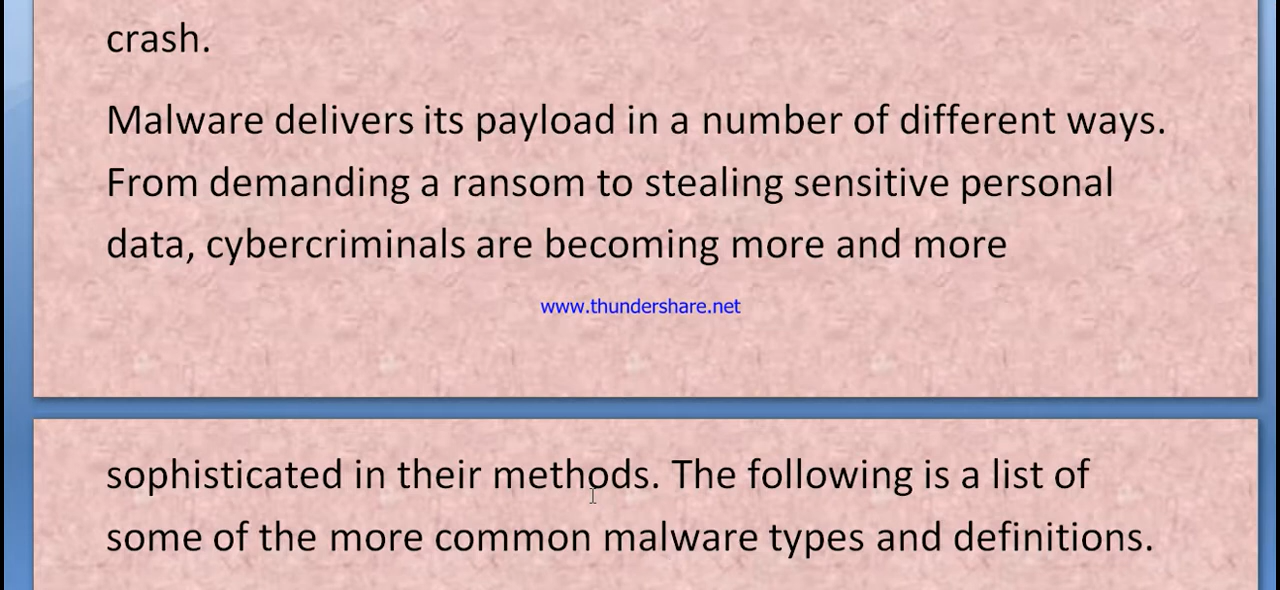 crash.
Malware delivers its payload in a number of different ways.
From demanding a ransom to stealing sensitive personal
data, cybercriminals are becoming more and more
www.thundershare.net
sophisticated in their methods. The following is a list of
some of the more common malware types and definitions.